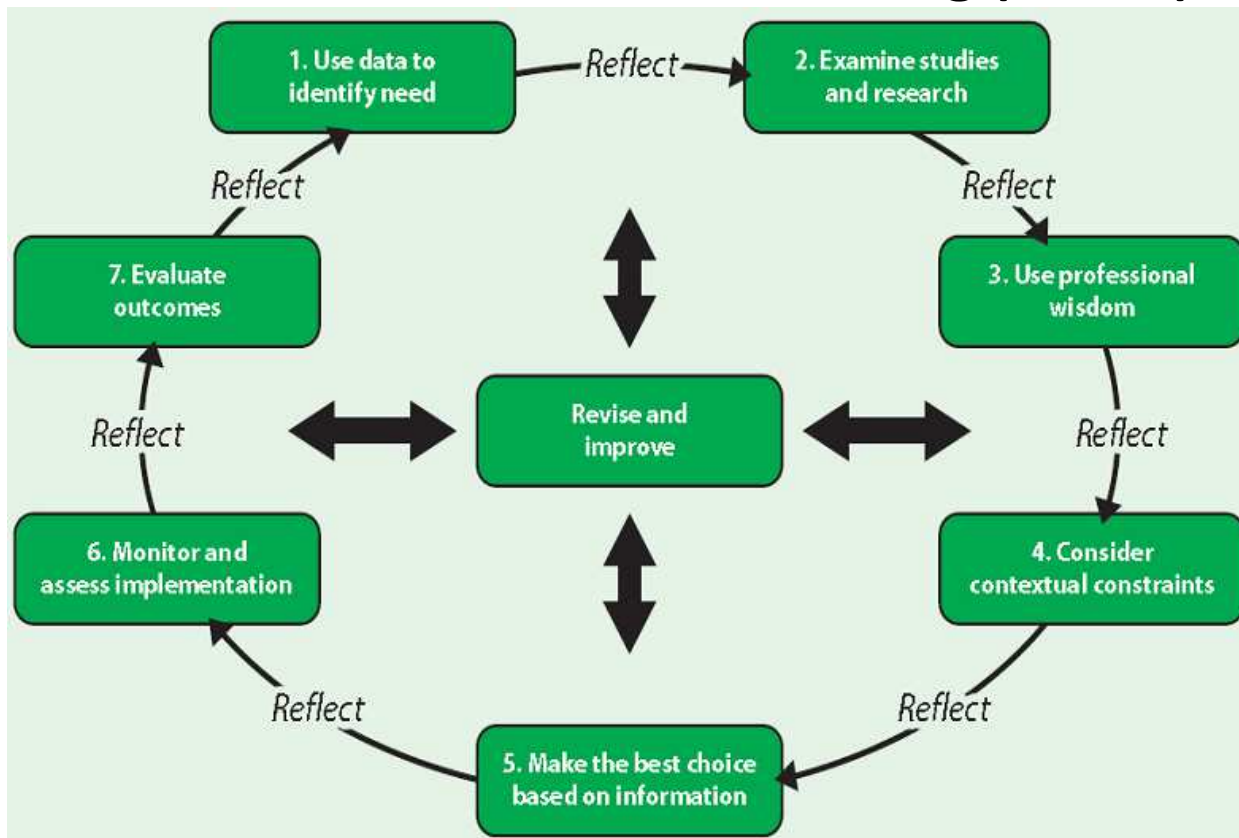 1. Use data to
identify need
Reflect
2. Examine studies
and research
Reflect
3. Use professional
wisdom
Reflect
4. Consider
contextual constraints
Reflect
5. Make the best choice
based on information
Reflect
6. Monitor and
assess implementation
Reflect
7. Evaluate
outcomes
Reflect
Revise and
improve